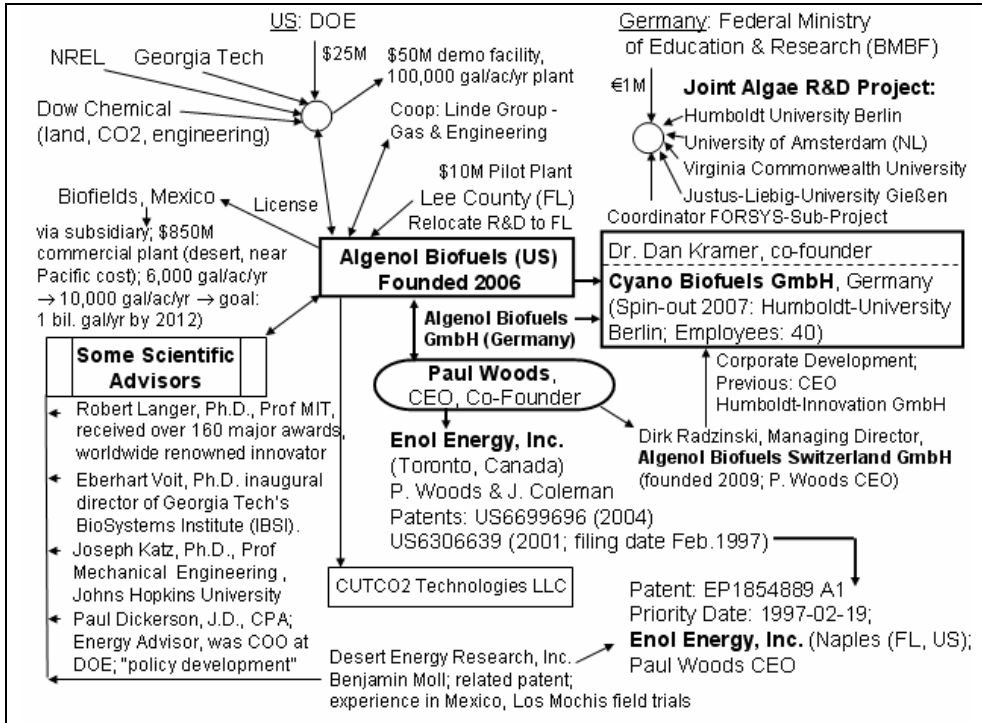 US: DOE
Germany: Federal Ministry
of Education & Research (BMBF)
NREL
Georgia Tech
$25M
$50M demo facility,
100,000 gal/ac/yr plant
Dow Chemical
(land, CO2, engineering)
Coop: Linde Group -
Gas & Engineering
€1M
Joint Algae R&D Project:
Humboldt University Berlin
University of Amsterdam (NL)
Virginia Commonwealth University
Justus-Liebig-University Gießen
Coordinator FORSYS-Sub-Project
$10M Pilot Plant
Lee County (FL)
Relocate R&D to FL
Biofields, Mexico
License
via subsidiary; $850M
commercial plant (desert, near
Pacific cost); 6,000 gal/ac/yr
→ 10,000 gal/ac/yr → goal:
1 bil. gal/yr by 2012)
Algenol Biofuels (US)
Founded 2006
Dr. Dan Kramer, co-founder
Cyano Biofuels GmbH, Germany
(Spin-out 2007: Humboldt-University
Berlin; Employees: 40)
Algenol Biofuels
GmbH (Germany)
Some Scientific
Advisors
Paul Woods,
CEO, Co-Founder
Corporate Development;
Previous: CEO
Humboldt-Innovation GmbH
Robert Langer, Ph.D., Prof MIT,
received over 160 major awards,
worldwide renowned innovator
Eberhart Voit, Ph.D. inaugural
director of Georgia Tech's
BioSystems Institute (IBSI).
Joseph Katz, Ph.D., Prof
Mechanical Engineering ,
Johns Hopkins University
Paul Dickerson, J.D., CPA;
Energy Advisor, was COO at
DOE; "policy development"
Enol Energy, Inc.
(Toronto, Canada)
P. Woods & J. Coleman
Patents: US6699696 (2004)
US6306639 (2001; filing date Feb.1997)
Dirk Radzinski, Managing Director,
Algenol Biofuels Switzerland GmbH
(founded 2009; P. Woods CEO)
CUTCO2 Technologies LLC
Patent: EP1854889 A1
Priority Date: 1997-02-19;
Enol Energy, Inc. (Naples (FL, US);
Paul Woods CEO
Desert Energy Research, Inc.
Benjamin Moll; related patent;
experience in Mexico, Los Mochis field trials